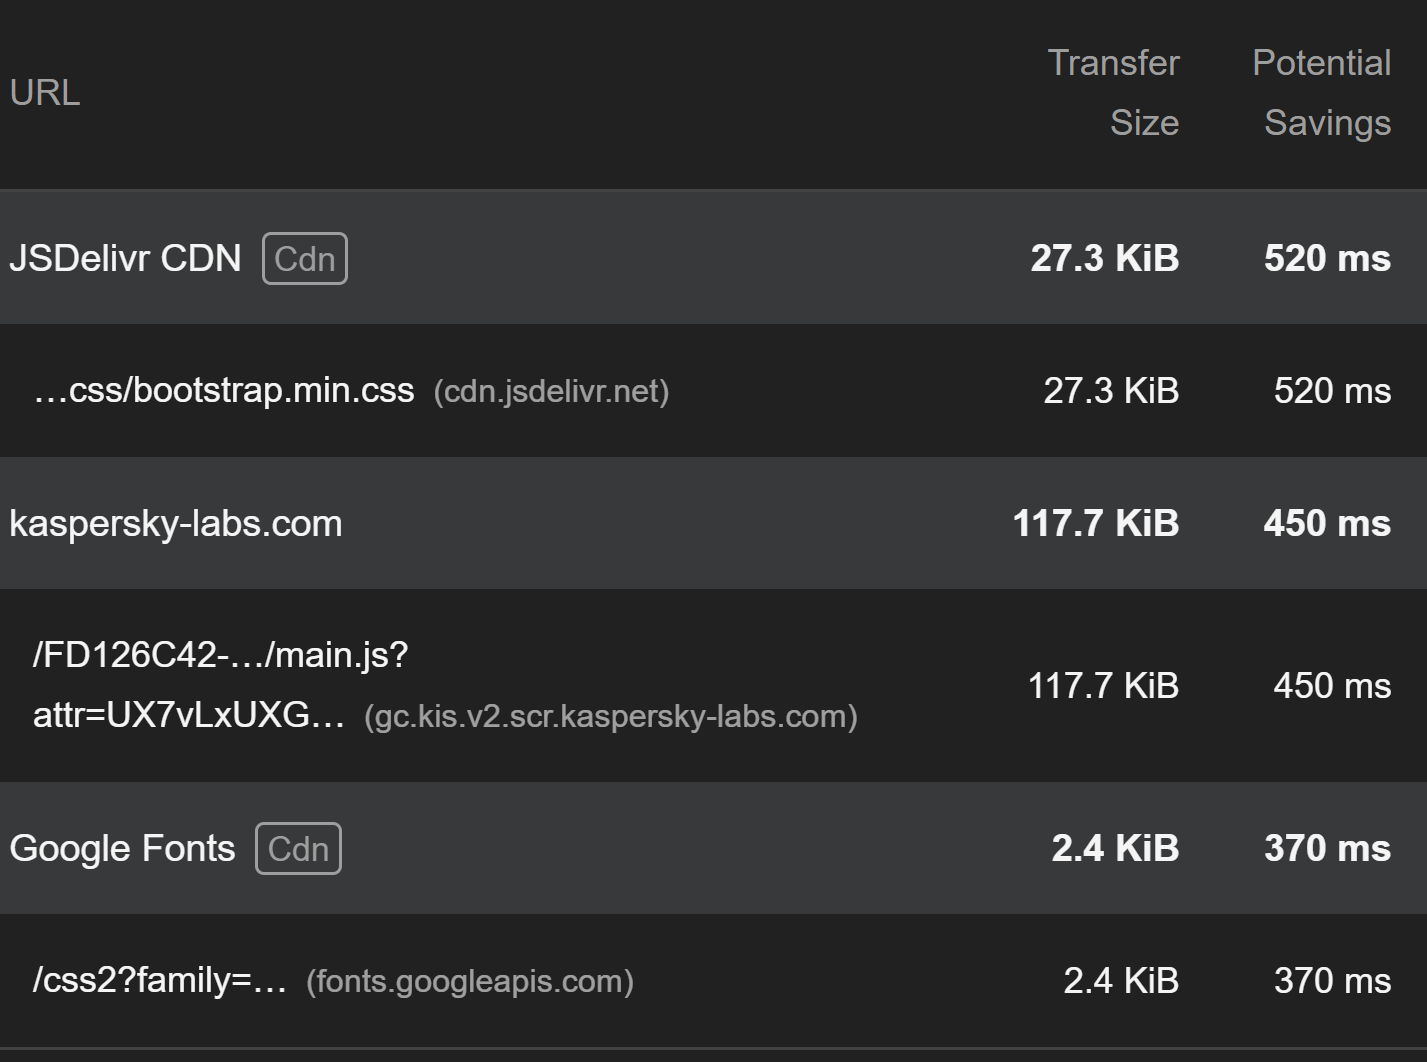 URL
Transfer Size
Potential Savings
JSDelivr CDN Cdn 27.3 KiB 520 ms
…css/bootstrap.min.css (cdn.jsdelivr.net) 27.3 KiB 520 ms
kaspersky-labs.com 117.7 KiB 450 ms
/FD126C42-…/main.js?
attr=UX7vLxUXG… (gc.kis.v2.scr.kaspersky-labs.com) 117.7 KiB 450 ms
Google Fonts Cdn 2.4 KiB 370 ms
/css2?family=… (fonts.googleapis.com) 2.4 KiB 370 ms